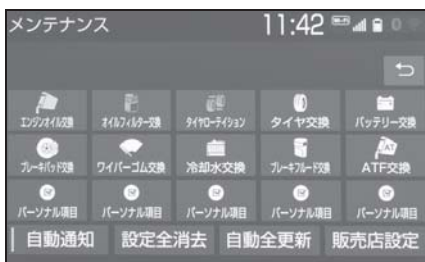 メンテナンス 11:42
エンジンオイル交換 オイルフィルター交換 タイヤローテイション タイヤ交換 バッテリー交換
ブレーキパッド交換 ワイパーゴム交換 冷却水交換 ブレーキフルード交換 ATF交換
パーソナル項目 パーソナル項目 パーソナル項目 パーソナル項目 パーソナル項目
自動通知 設定全消去 自動全更新 販売店設定